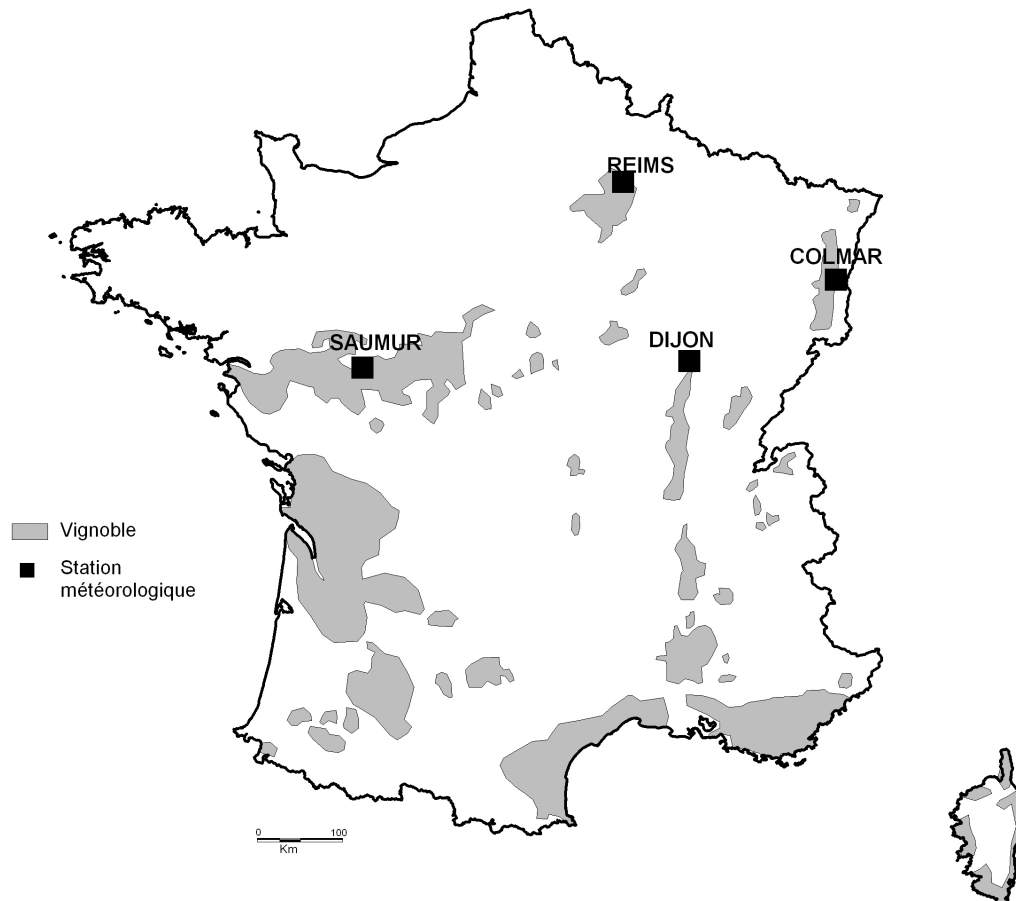 REIMS
COLMAR
SAUMUR
DIJON
Vignoble
Station
météorologique
0 100
Km